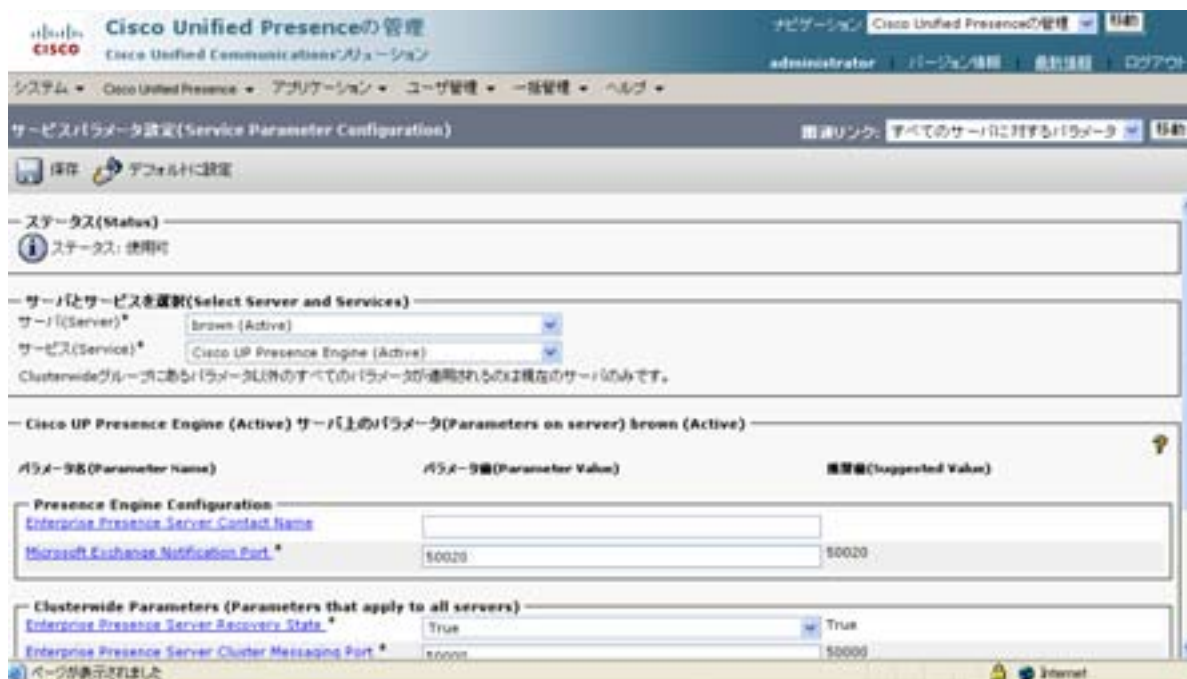 CISCO
Cisco Unified Presenceの管理
Cisco Unified Communicationsソリューション
ナビゲーション Cisco Unified Presenceの管理 移動
administrator バージョン情報 ログアウト
システム Cisco Unified Presence アプリケーション ユーザ管理 一括管理 ヘルプ
サービスパラメータ設定(Service Parameter Configuration)
関連リンク: すべてのサーバに対するパラメータ 移動
保存 デフォルトに設定
ステータス(Status)
ステータス: 使用可
サーバとサービスを選択(Select Server and Services)
サーバ(Server)* brown (Active)
サービス(Service)* Cisco UP Presence Engine (Active)
Clusterwideグループにあるパラメータ以外のすべてのパラメータが適用されるのは現在のサーバのみです。
Cisco UP Presence Engine (Active) サーバ上のパラメータ(Parameters on server) brown (Active)
パラメータ名(Parameter Name) パラメータ値(Parameter Value) 推奨値(Suggested Value)
Presence Engine Configuration
Enterprise Presence Server Contact Name
Microsoft Exchange Notification Port * 50020 50020
Clusterwide Parameters (Parameters that apply to all servers)
Enterprise Presence Server Recovery State * True True
Enterprise Presence Server Cluster Messaging Port * 50000 50000
ページが表示されました Internet